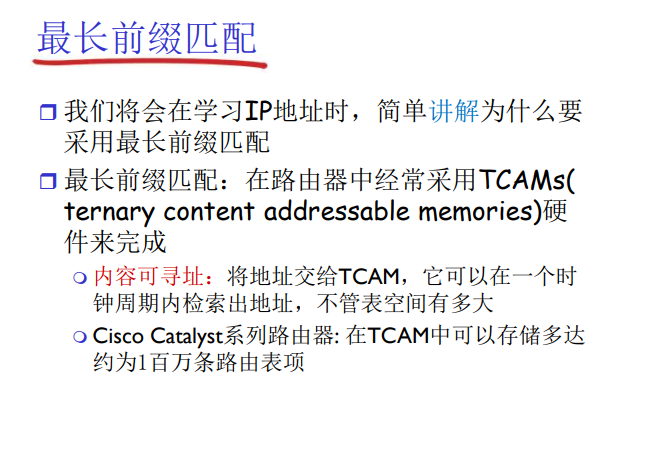 最长前缀匹配
我们将会在学习IP地址时，简单讲解为什么要
采用最长前缀匹配
最长前缀匹配：在路由器中经常采用TCAMs(
ternary content addressable memories)硬
件来完成
内容可寻址：将地址交给TCAM，它可以在一个时
钟周期内检索出地址，不管表空间有多大
Cisco Catalyst系列路由器: 在TCAM中可以存储多达
约为1百万条路由表项